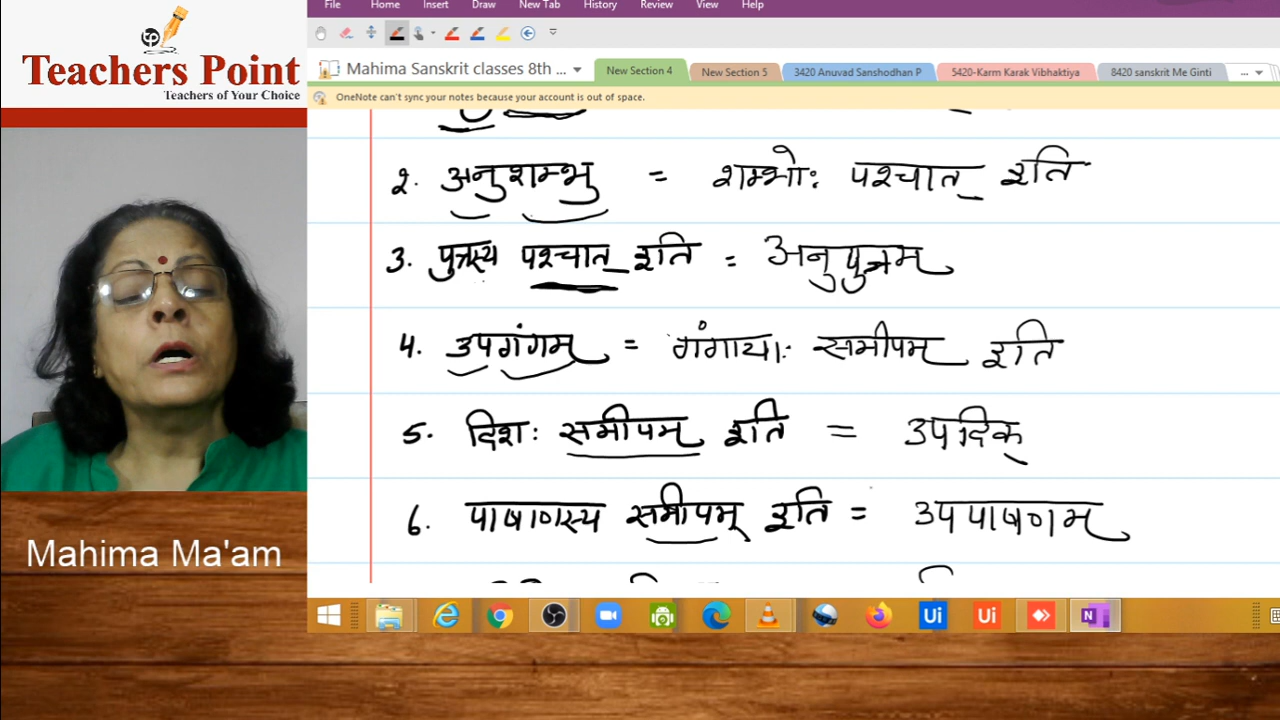 Teachers Point
Teachers of Your Choice
File Home Insert Draw New Tab History Review View Help
Mahima Sanskrit classes 8th ... New Section 4 New Section 5 3420 Anuvad Sanshodhan P 5420-Karm Karak Vibhaktiya 8420 sanskrit Me Ginti ...
OneNote can't sync your notes because your account is out of space.
२. अनुशम्भु = शम्भोः पश्चात् इति
3. पुत्रस्य पश्चात् इति = अनुपुत्रम्
4. उपगंगम् = गंगायाः समीपम् इति
5. दिशः समीपम् इति = उपदिक्
6. पाषाणस्य समीपम् इति = उपपाषणम्
Mahima Ma'am
Ui Ui